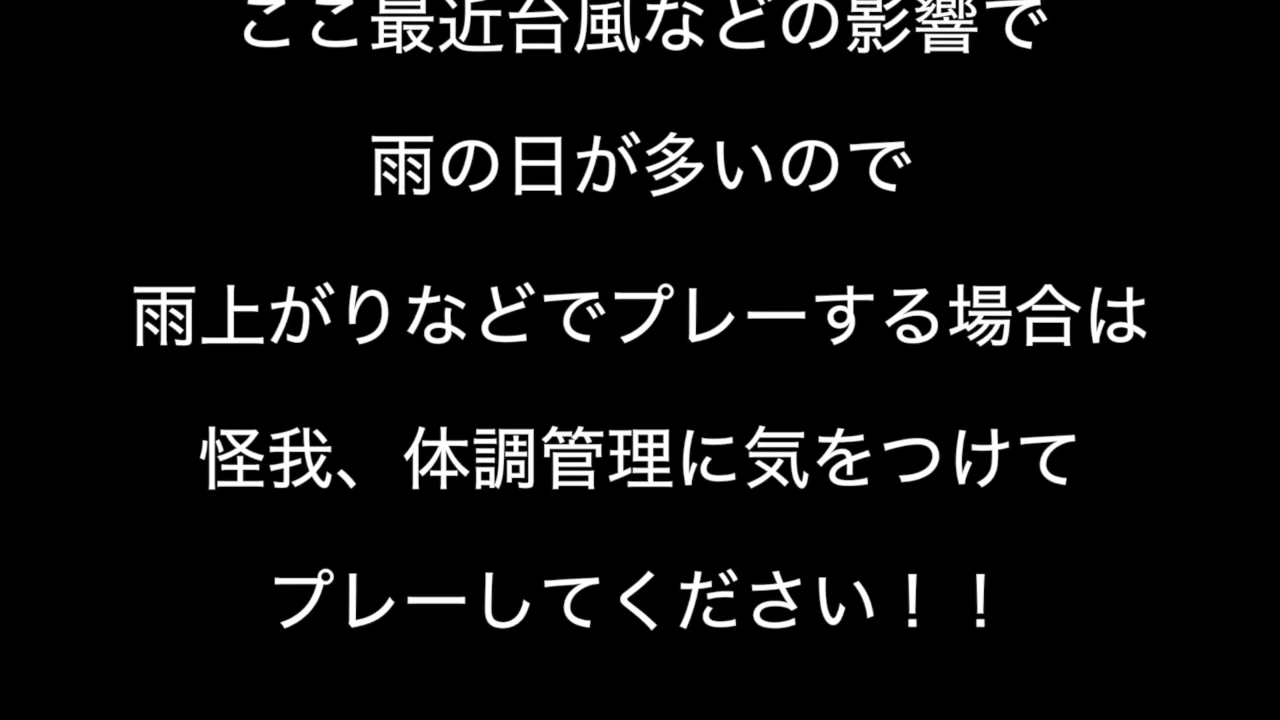 ここ最近台風などの影響で
雨の日が多いので
雨上がりなどでプレーする場合は
怪我、体調管理に気をつけて
プレーしてください！！